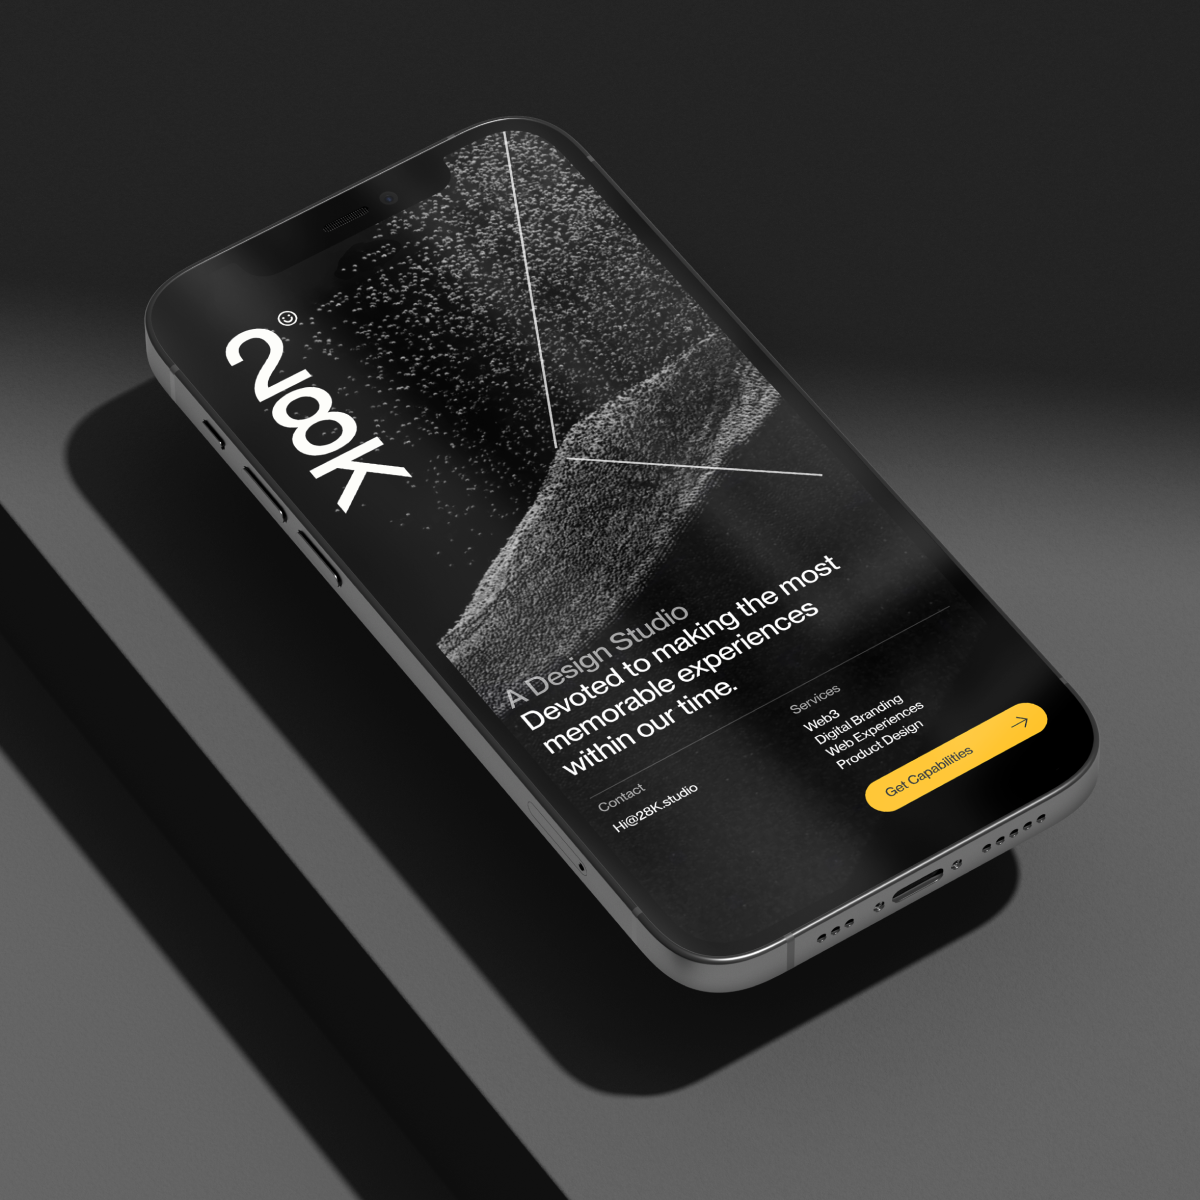 28K
A Design Studio
Devoted to making the most
memorable experiences
within our time.
Contact
Hi@28K.studio
Services
Web3
Digital Branding
Web Experiences
Product Design
Get Capabilities